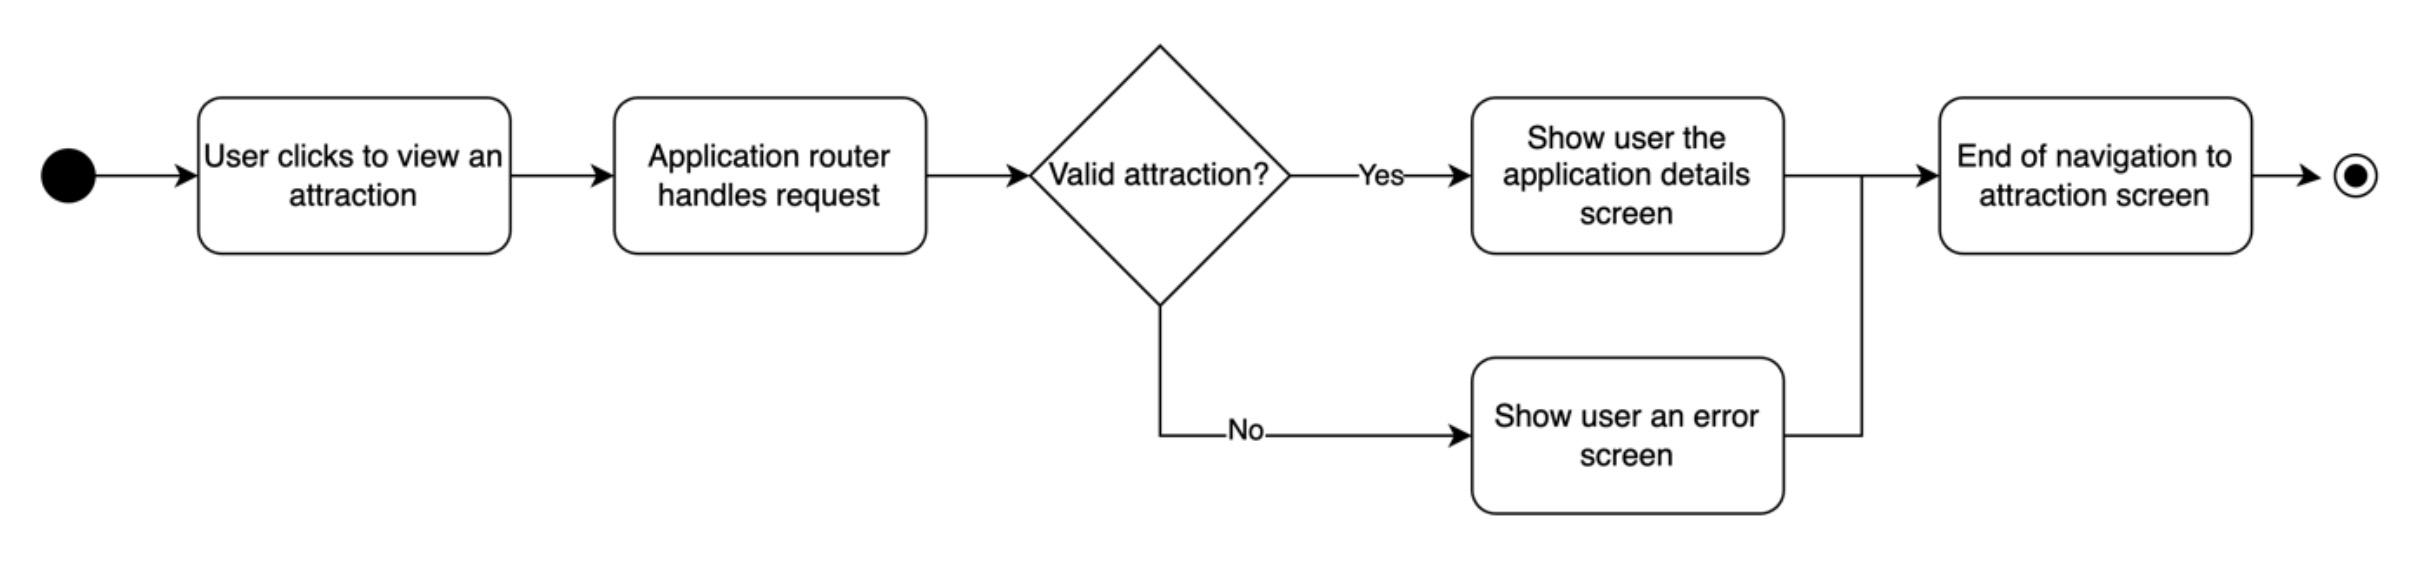 User clicks to view an
attraction
Application router
handles request
Valid attraction?
Yes
Show user the
application details
screen
End of navigation to
attraction screen
No
Show user an error
screen